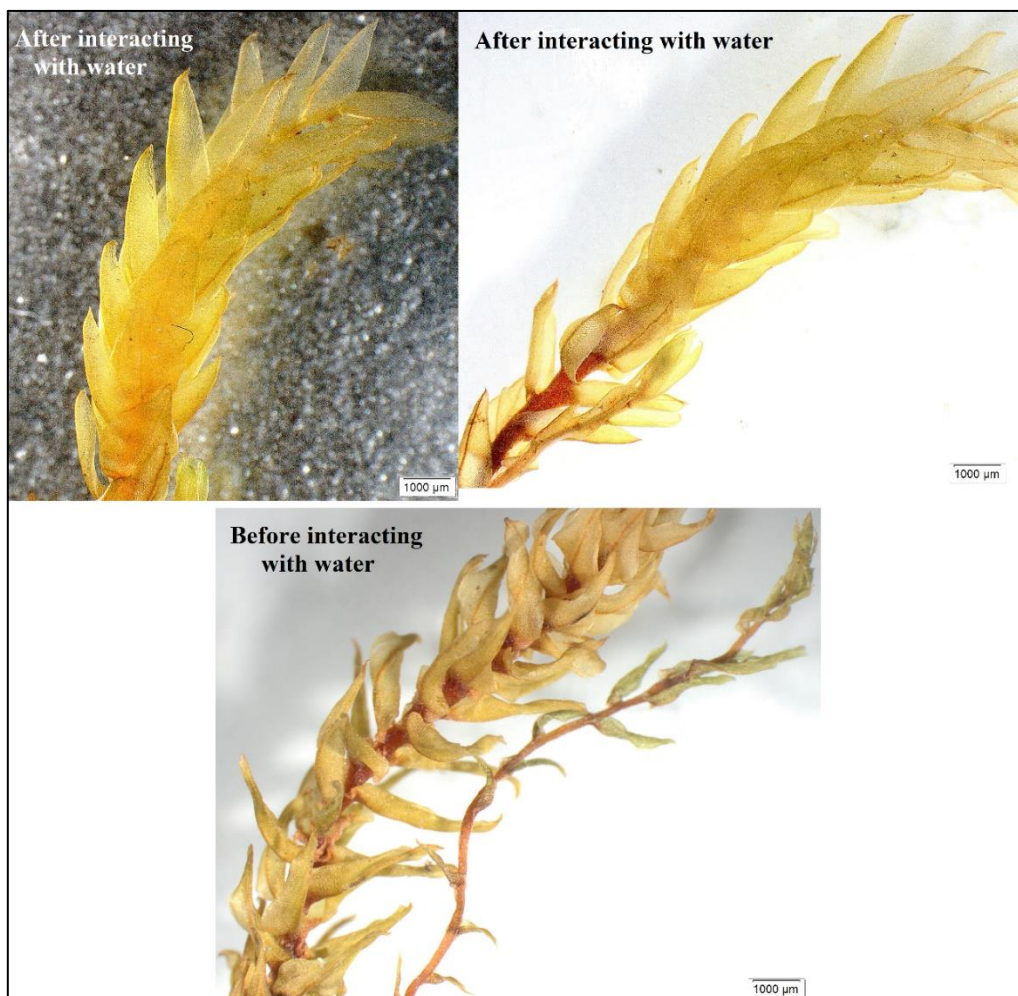 After interacting
with water
After interacting with water
1000 µm
1000 µm
Before interacting
with water
1000 µm